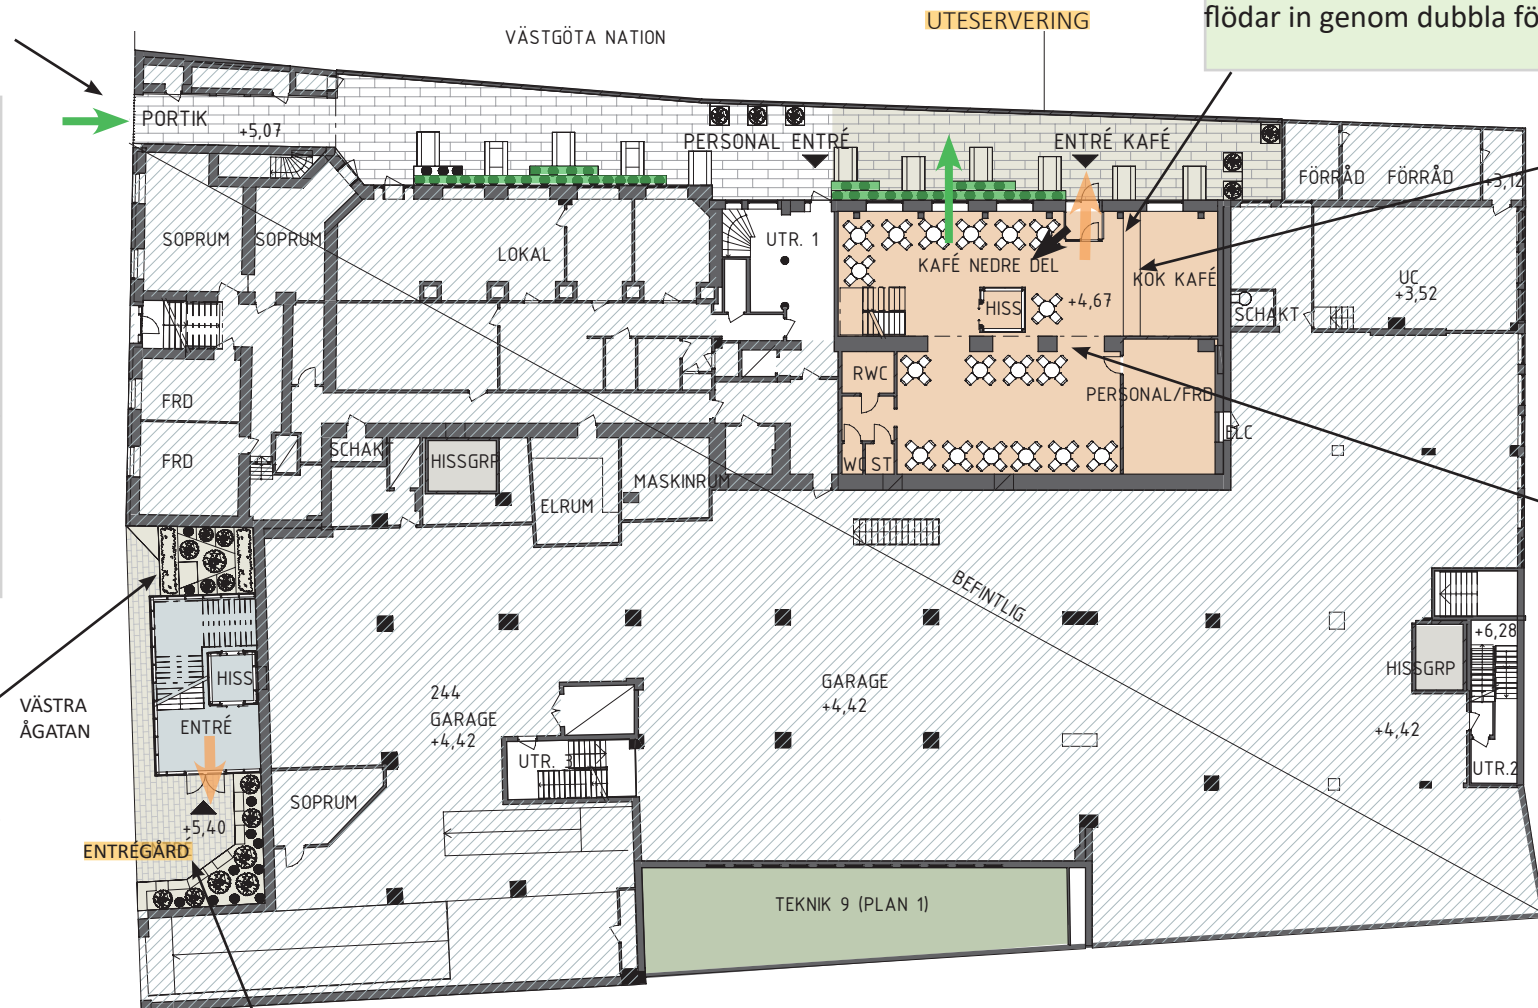 flödar in genom dubbla fö
UTESERVERING
VÄSTGÖTA NATION
PORTIK
+5,07
PERSONAL ENTRÉ
ENTRÉ KAFÉ
FÖRRÅD
FÖRRÅD
+3,12
SOPRUM
SOPRUM
LOKAL
UTR. 1
KAFÉ NEDRE DEL
KÖK KAFÉ
UC
+3,52
HISS
+4,67
SCHAKT
RWC
PERSONAL/FRD
FRD
FRD
ELC
SCHAKT
HISSGRP
WC
ST
MASKINRUM
ELRUM
BEFINTLIG
HISS
+6,28
HISSGRP
VÄSTRA
ÅGATAN
ENTRÉ
244
GARAGE
+4,42
GARAGE
+4,42
+4,42
UTR. 3
UTR.2
SOPRUM
+5,40
ENTRÉGÅRD
TEKNIK 9 (PLAN 1)